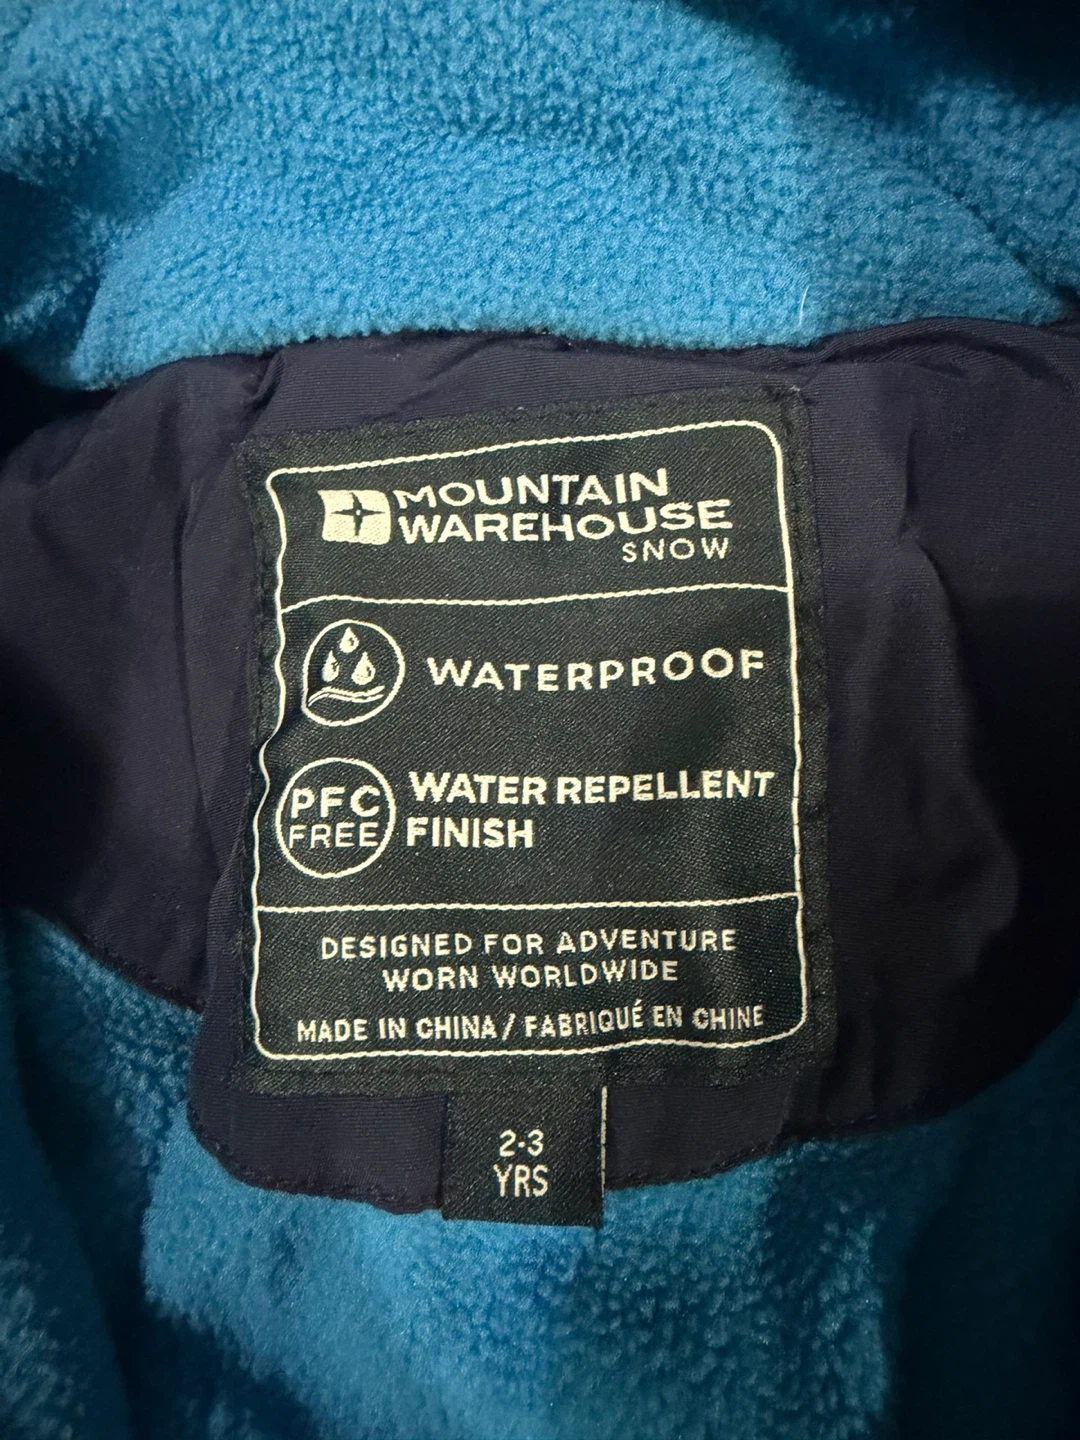 MOUNTAIN
WAREHOUSE
SNOW
WATERPROOF
PFC
FREE
WATER REPELLENT
FINISH
DESIGNED FOR ADVENTURE
WORN WORLDWIDE
MADE IN CHINA / FABRIQUÉ EN CHINE
2-3
YRS